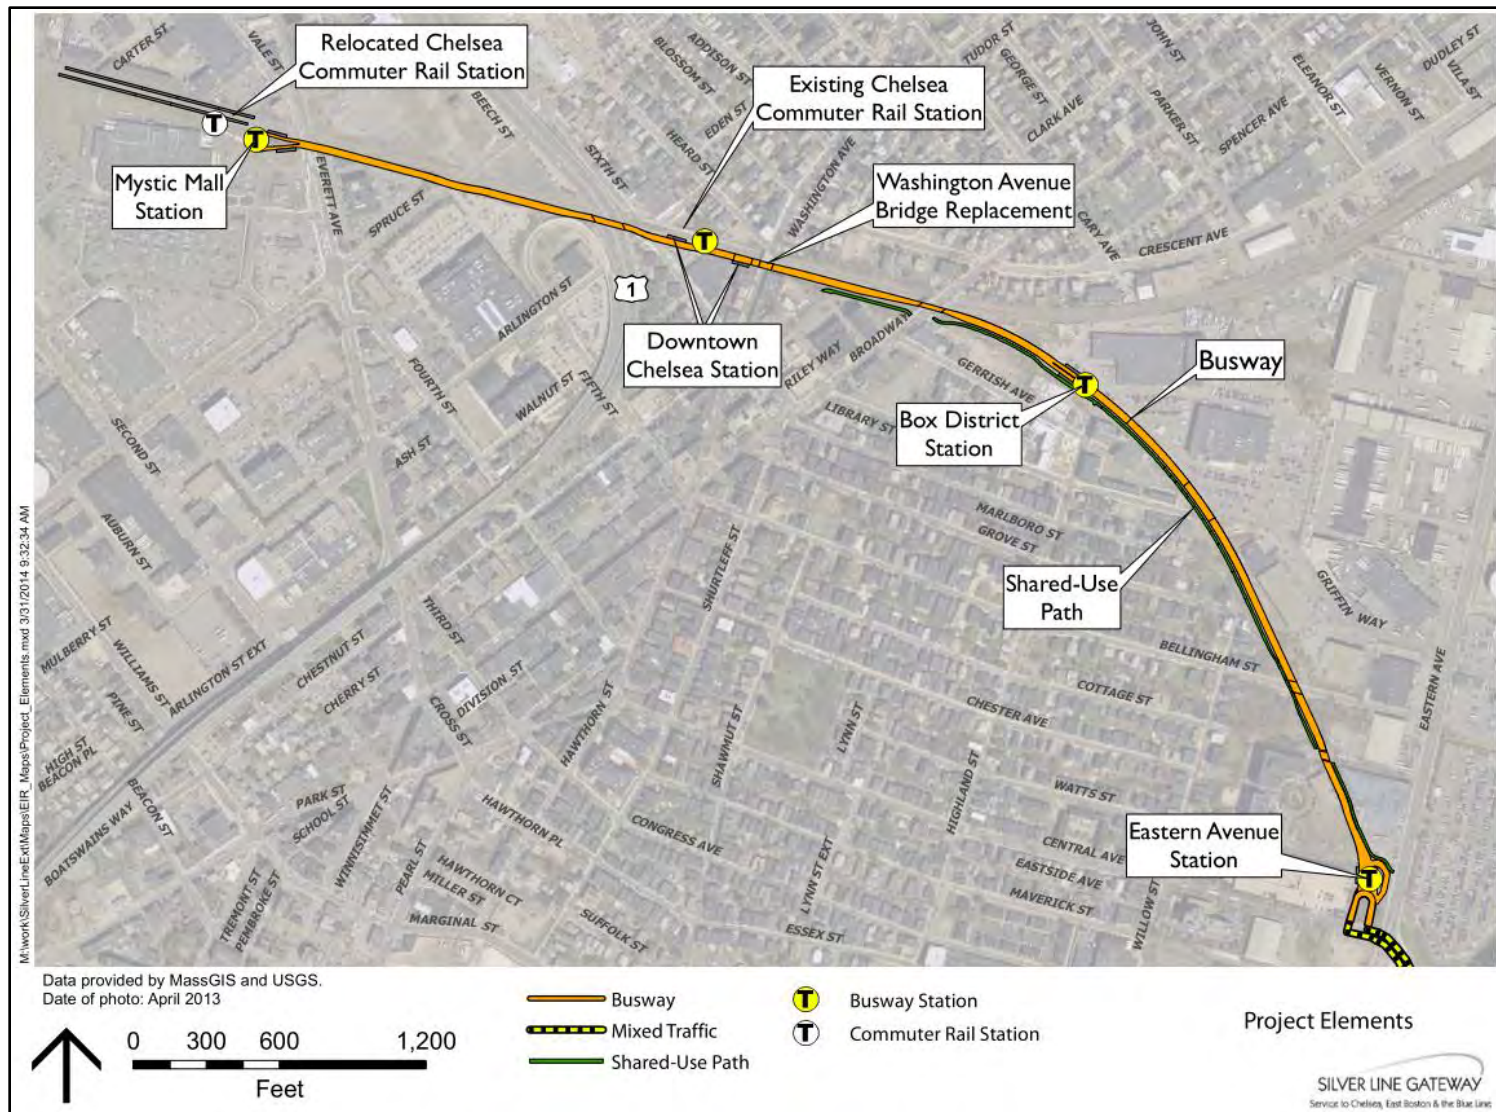 CARTER ST
VALE ST
Relocated Chelsea
Commuter Rail Station
BEECH ST
BLOSSOM ST
ADDISON ST
EDEN ST
HEARD ST
SIXTH ST
Existing Chelsea
Commuter Rail Station
TUDOR ST
GEORGE ST
CLARK AVE
JOHN ST
PARKER ST
SPENCER AVE
ELEANOR ST
VERNON ST
DUDLEY ST
VILA ST
T
T
Mystic Mall
Station
EVERETT AVE
SPRUCE ST
T
WASHINGTON AVE
Washington Avenue
Bridge Replacement
CARY AVE
CRESCENT AVE
1
ARLINGTON ST
Downtown
Chelsea Station
RILEY WAY
BROADWAY
GERRISH AVE
T
Busway
FOURTH ST
WALNUT ST
FIFTH ST
LIBRARY ST
Box District
Station
SECOND ST
ASH ST
AUBURN ST
MARLBORO ST
GROVE ST
SHURTLEFF ST
Shared-Use
Path
GRIFFIN WAY
MULBERRY ST
WILLIAMS ST
PINE ST
ARLINGTON ST EXT
CHESTNUT ST
CHERRY ST
THIRD ST
DIVISION ST
CROSS ST
HAWTHORN ST
SHAWMUT ST
LYNN ST
CHESTER AVE
COTTAGE ST
BELLINGHAM ST
EASTERN AVE
HIGH ST
BEACON PL
BEACON ST
BOATSWAINS WAY
PARK ST
SCHOOL ST
WINNISIMMET ST
PEARL ST
HAWTHORN PL
CONGRESS AVE
HIGHLAND ST
WATTS ST
CENTRAL AVE
EASTSIDE AVE
MAVERICK ST
Eastern Avenue
Station
T
TREMONT ST
PEMBROKE ST
HAWTHORN CT
MILLER ST
MARGINAL ST
SUFFOLK ST
LYNN ST EXT
ESSEX ST
WILLOW ST
M:\work\SilverLineExt\Maps\EIR_Maps\Project_Elements.mxd 3/31/2014 9:32:34 AM
Data provided by MassGIS and USGS.
Date of photo: April 2013
0 300 600 1,200
Feet
Busway
Mixed Traffic
Shared-Use Path
T Busway Station
T Commuter Rail Station
Project Elements
SILVER LINE GATEWAY
Service to Chelsea, East Boston & the Blue Line